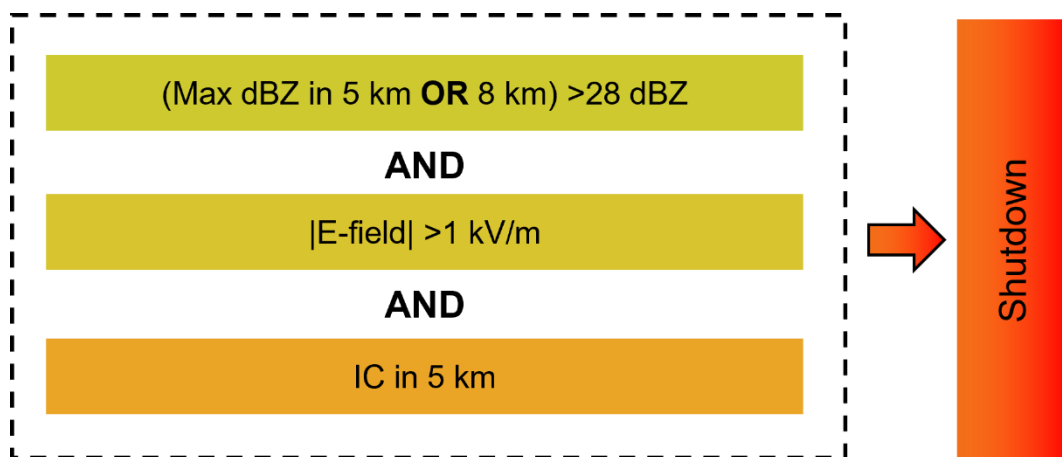 (Max dBZ in 5 km OR 8 km) >28 dBZ
AND
|E-field| >1 kV/m
AND
IC in 5 km
Shutdown